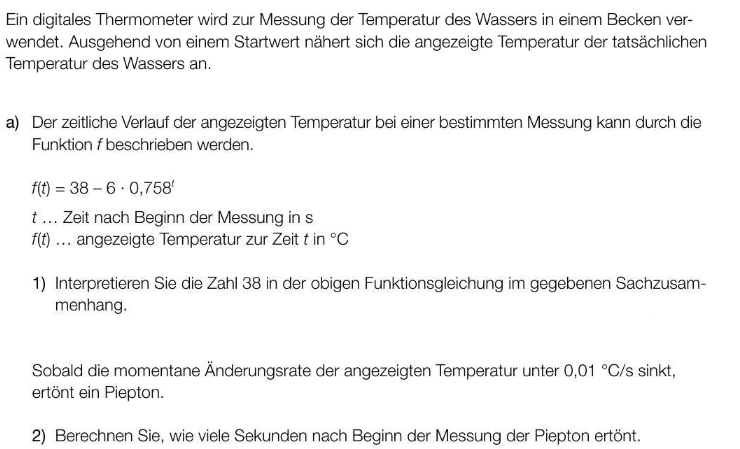 Ein digitales Thermometer wird zur Messung der Temperatur des Wassers in einem Becken ver-
wendet. Ausgehend von einem Startwert nähert sich die angezeigte Temperatur der tatsächlichen
Temperatur des Wassers an.
a) Der zeitliche Verlauf der angezeigten Temperatur bei einer bestimmten Messung kann durch die
Funktion f beschrieben werden.
f(t) = 38 – 6 · 0,758ᵗ
t … Zeit nach Beginn der Messung in s
f(t) … angezeigte Temperatur zur Zeit t in °C
1) Interpretieren Sie die Zahl 38 in der obigen Funktionsgleichung im gegebenen Sachzusam-
menhang.
Sobald die momentane Änderungsrate der angezeigten Temperatur unter 0,01 °C/s sinkt,
ertönt ein Piepton.
2) Berechnen Sie, wie viele Sekunden nach Beginn der Messung der Piepton ertönt.